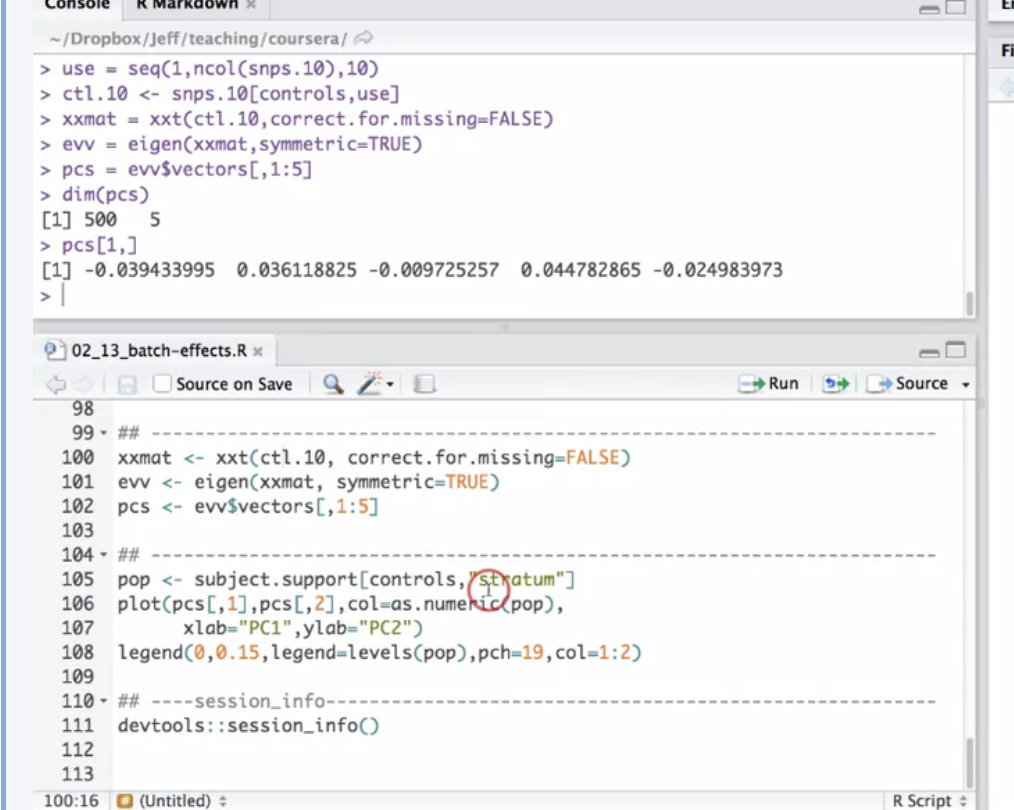 Console R Markdown ×
~/Dropbox/Jeff/teaching/coursera/
> use = seq(1,ncol(snps.10),10)
> ctl.10 <- snps.10[controls,use]
> xxmat = xxt(ctl.10,correct.for.missing=FALSE)
> evv = eigen(xxmat,symmetric=TRUE)
> pcs = evv$vectors[,1:5]
> dim(pcs)
[1] 500   5
> pcs[1,]
[1] -0.039433995  0.036118825 -0.009725257  0.044782865 -0.024983973
>
02_13_batch-effects.R ×
Source on Save Run Source
98
99 ## ----------------------------------------------------------------------
100 xxmat <- xxt(ctl.10, correct.for.missing=FALSE)
101 evv <- eigen(xxmat, symmetric=TRUE)
102 pcs <- evv$vectors[,1:5]
103
104 ## ----------------------------------------------------------------------
105 pop <- subject.support[controls,"stratum"]
106 plot(pcs[,1],pcs[,2],col=as.numeric(pop),
107 xlab="PC1",ylab="PC2")
108 legend(0,0.15,legend=levels(pop),pch=19,col=1:2)
109
110 ## ----session_info---------------------------------------------
111 devtools::session_info()
112
113
100:16 (Untitled) R Script
Fi